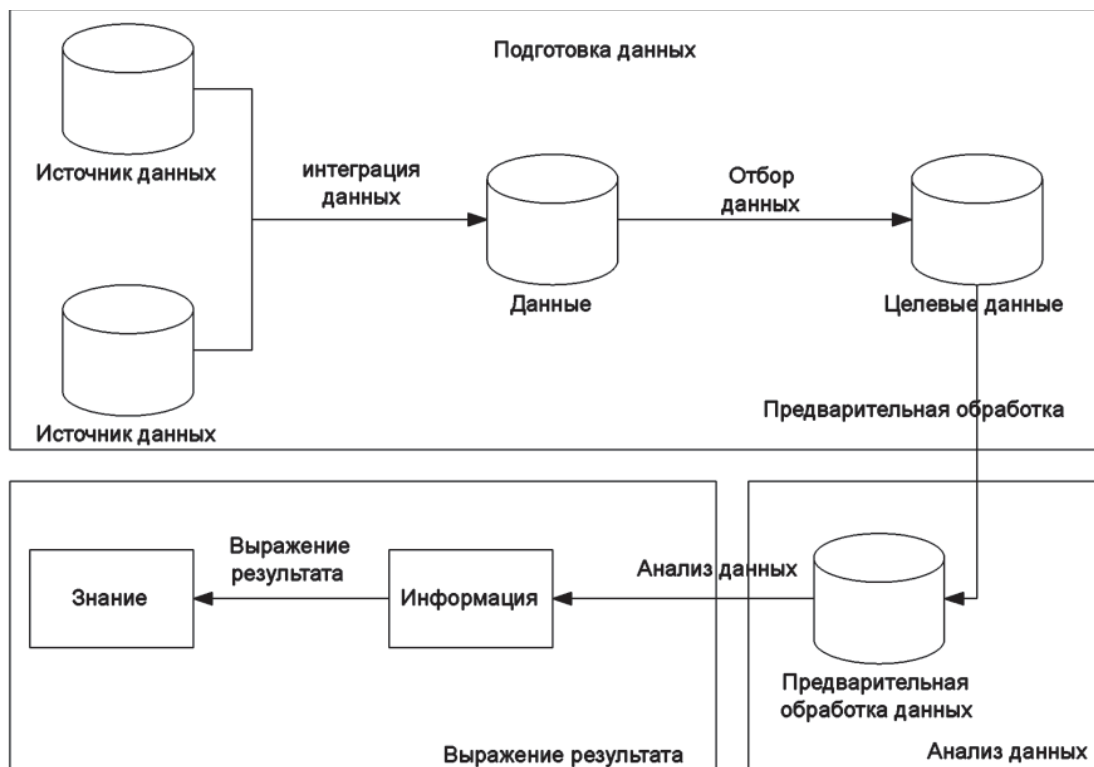 Подготовка данных
Источник данных
интеграция
данных
Отбор
данных
Данные
Целевые данные
Источник данных
Предварительная обработка
Выражение
результата
Анализ данных
Знание
Информация
Предварительная
обработка данных
Выражение результата
Анализ данных